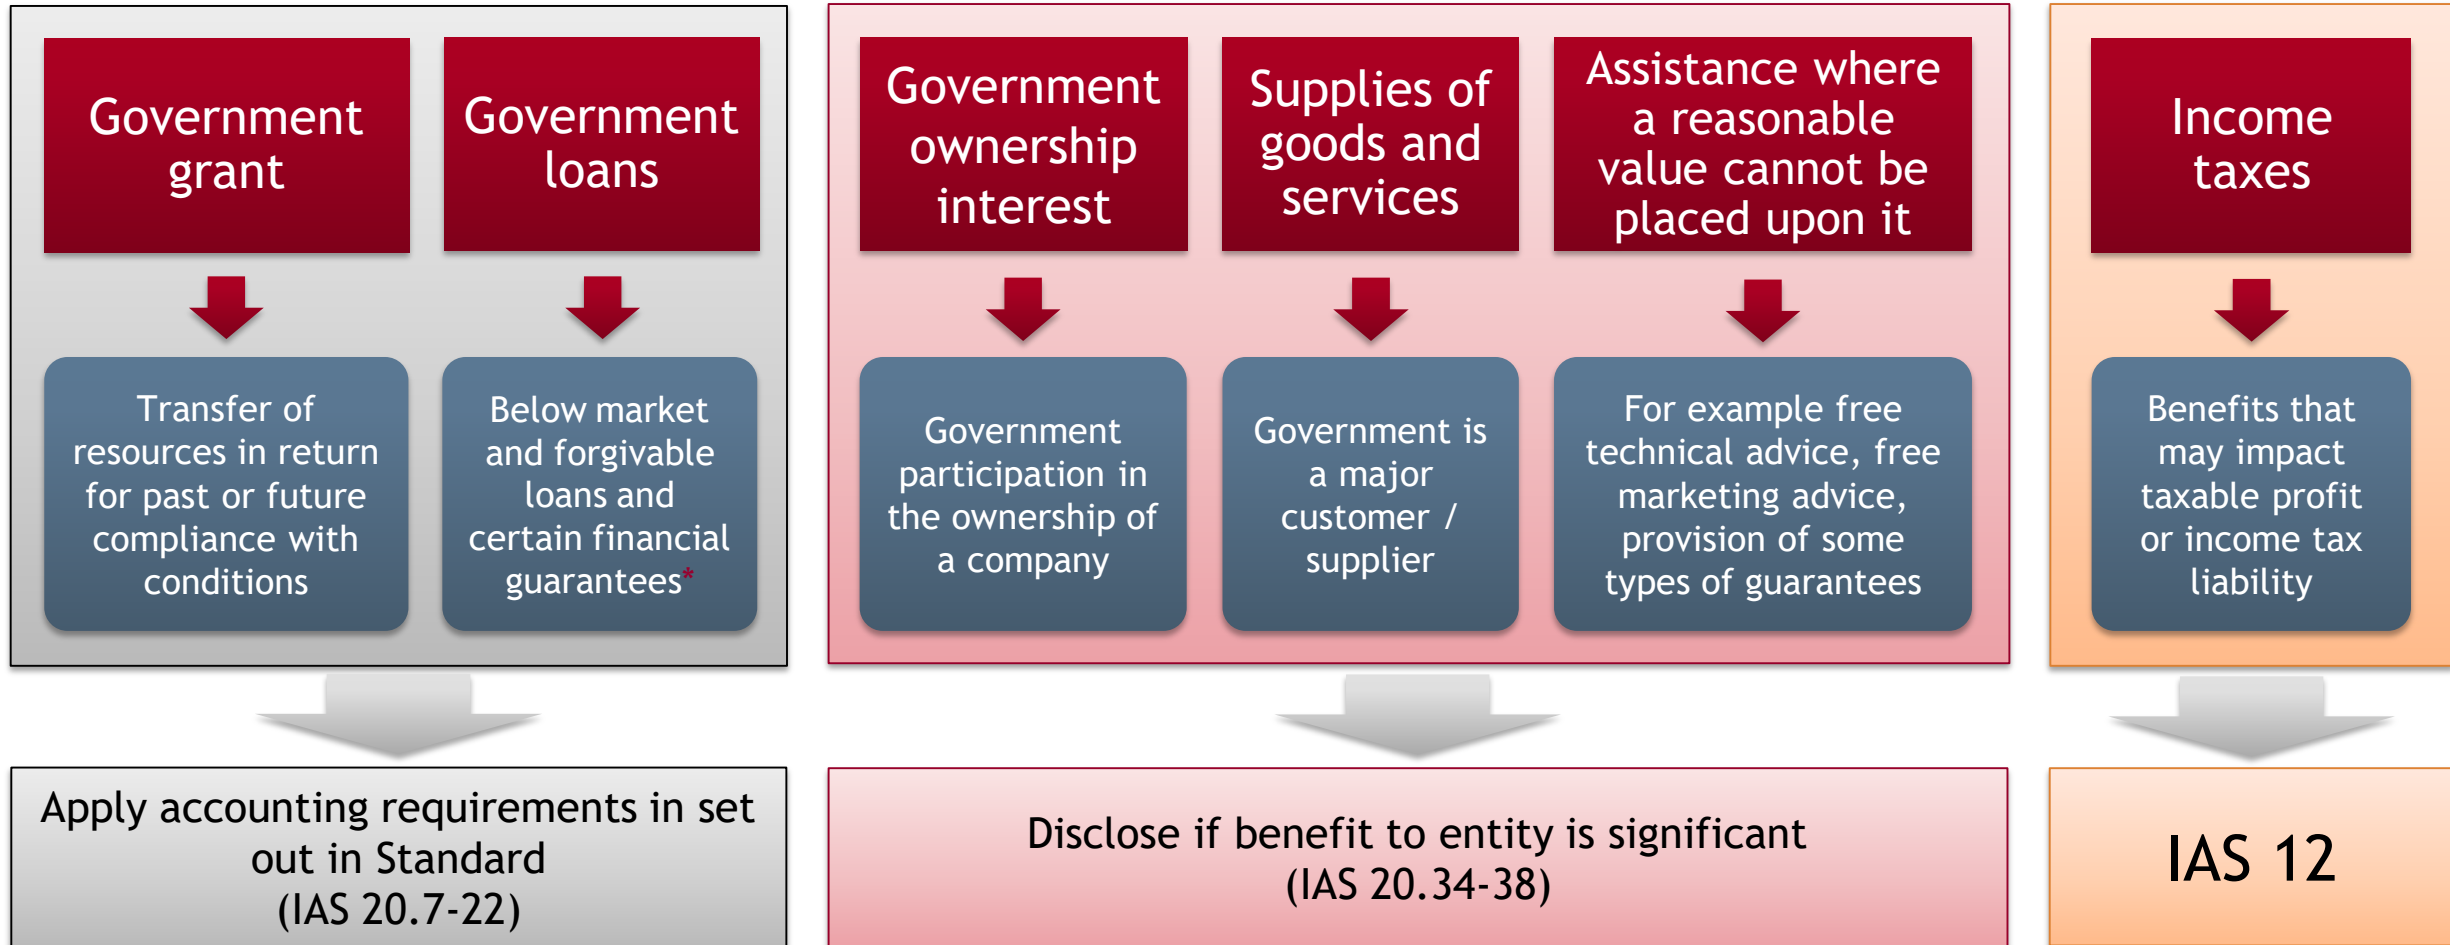 Government
grant
Government
loans
Government
ownership
interest
Supplies of
goods and
services
Assistance where
a reasonable
value cannot be
placed upon it
Income
taxes
Transfer of
resources in return
for past or future
compliance with
conditions
Below market
and forgivable
loans and
certain financial
guarantees*
Government
participation in
the ownership of
a company
Government is
a major
customer /
supplier
For example free
technical advice, free
marketing advice,
provision of some
types of guarantees
Benefits that
may impact
taxable profit
or income tax
liability
Apply accounting requirements in set
out in Standard
(IAS 20.7-22)
Disclose if benefit to entity is significant
(IAS 20.34-38)
IAS 12